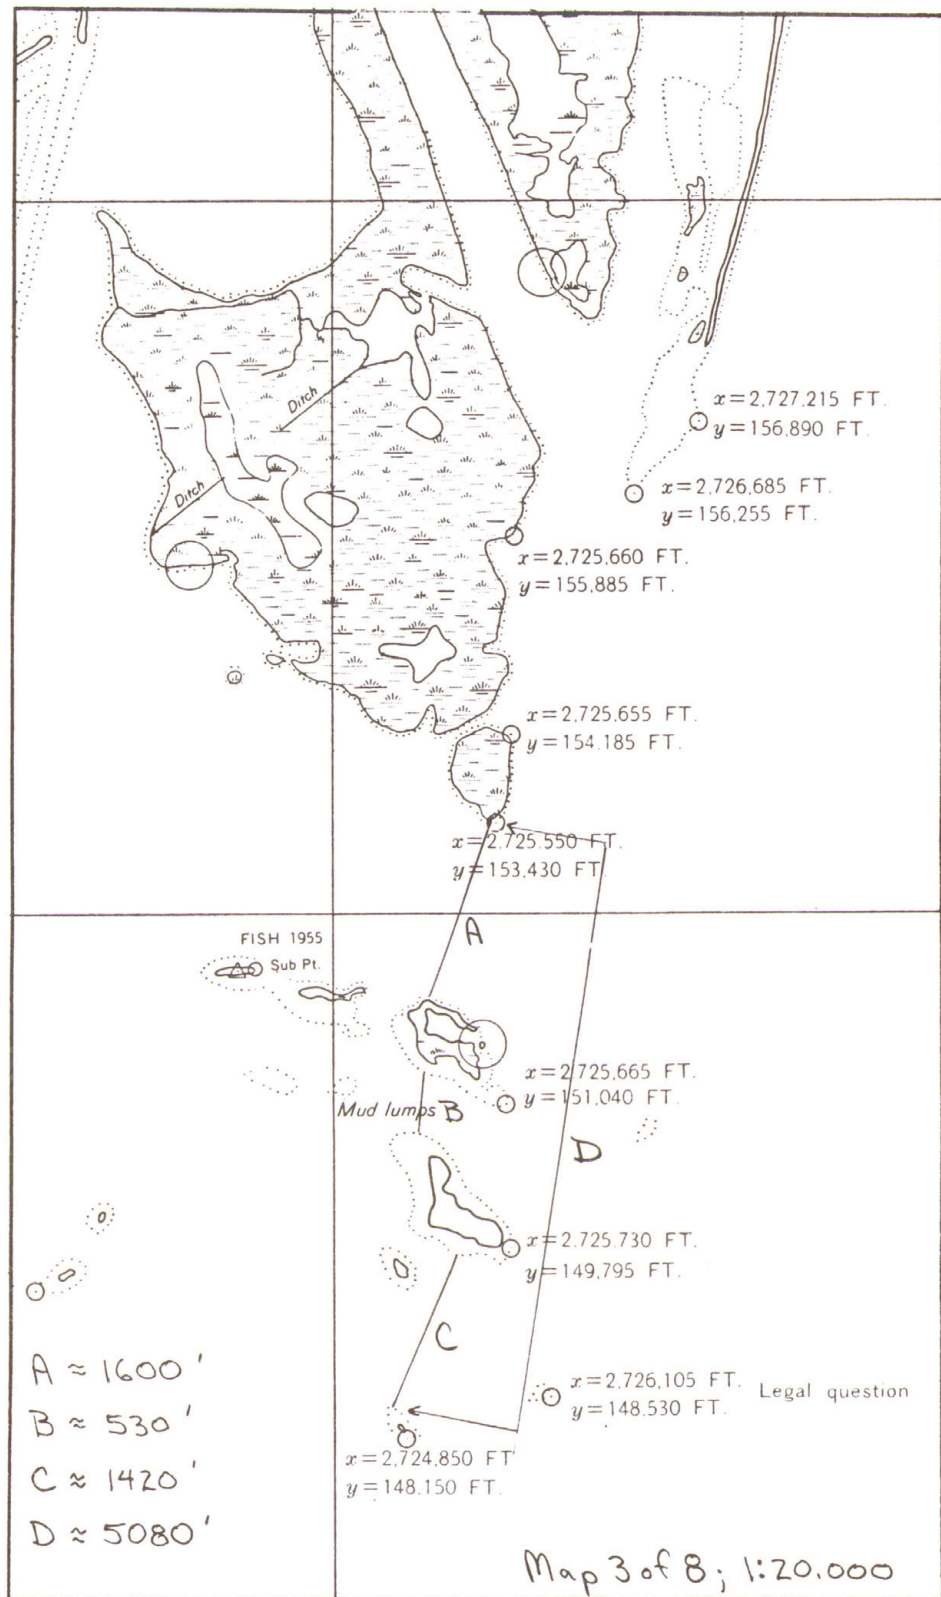 Ditch
x=2,727,215 FT.
y=156,890 FT.
Ditch
x=2,726,685 FT.
y=156,255 FT.
x=2,725,660 FT.
y=155,885 FT.
x=2,725,655 FT.
y=154.185 FT.
x=2.725.550 FT.
y=153,430 FT.
A
FISH 1955
Sub Pt.
x=2,725,665 FT.
y=151,040 FT.
Mud lumps B
D
x=2.725.730 FT.
y=149,795 FT.
C
A ≈ 1600'
B ≈ 530'
C ≈ 1420'
D ≈ 5080'
x=2,726,105 FT. Legal question
y=148,530 FT.
x=2,724,850 FT
y=148.150 FT.
Map 3 of 8; 1:20.000